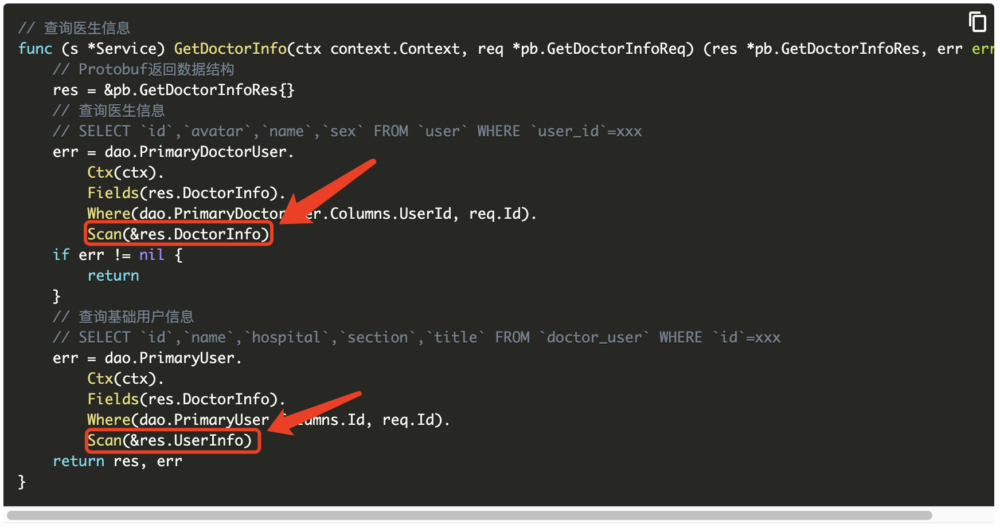 // 查询医生信息
func (s *Service) GetDoctorInfo(ctx context.Context, req *pb.GetDoctorInfoReq) (res *pb.GetDoctorInfoRes, err err
// Protobuf返回数据结构
res = &pb.GetDoctorInfoRes{}
// 查询医生信息
// SELECT `id`,`avatar`,`name`,`sex` FROM `user` WHERE `user_id`=xxx
err = dao.PrimaryDoctorUser.
Ctx(ctx).
Fields(res.DoctorInfo).
Where(dao.PrimaryDoctor er.Columns.UserId, req.Id).
Scan(&res.DoctorInfo)
if err != nil {
return
}
// 查询基础用户信息
// SELECT `id`,`name`,`hospital`,`section`,`title` FROM `doctor_user` WHERE `id`=xxx
err = dao.PrimaryUser.
Ctx(ctx).
Fields(res.DoctorInfo).
Where(dao.PrimaryUser.Columns.Id, req.Id).
Scan(&res.UserInfo)
return res, err
}